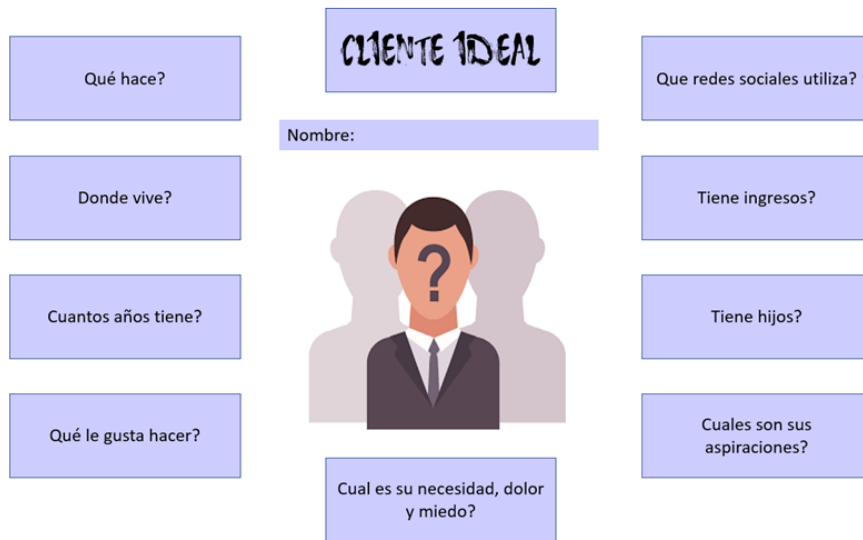 CLIENTE IDEAL
Nombre:
Qué hace?
Donde vive?
Cuantos años tiene?
Qué le gusta hacer?
Que redes sociales utiliza?
Tiene ingresos?
Tiene hijos?
Cuales son sus
aspiraciones?
Cual es su necesidad, dolor
y miedo?
?